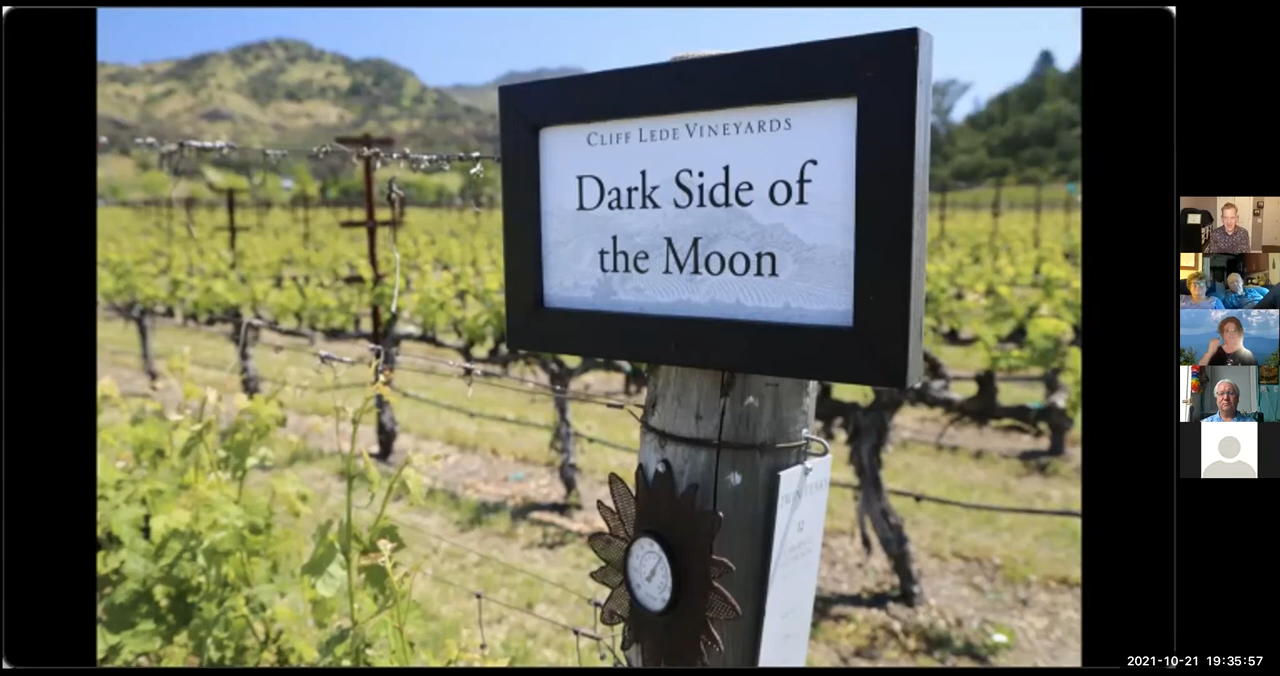 CLIFF LEDE VINEYARDS
Dark Side of
the Moon
2021-10-21 19:35:57